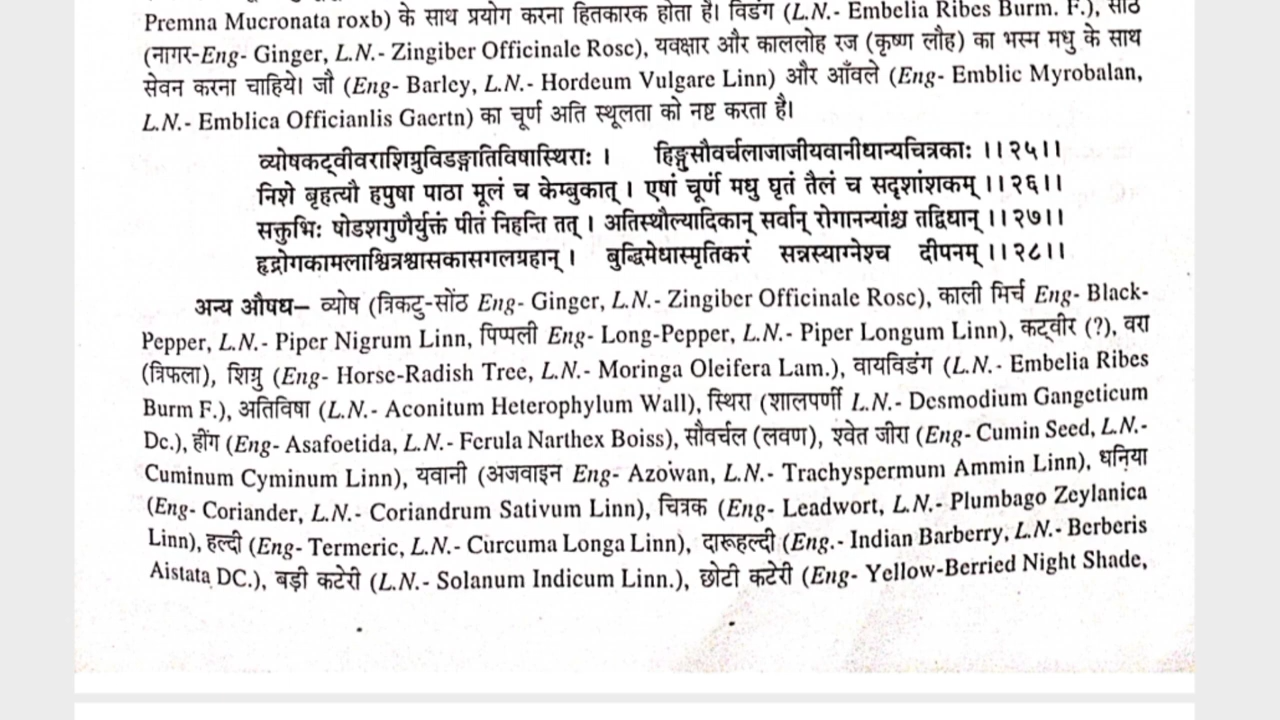 Premna Mucronata roxb) के साथ प्रयोग करना हितकारक होता है। विडंग (L.N.- Embelia Ribes Burm. F.), सोंठ
(नागर-Eng- Ginger, L.N.- Zingiber Officinale Rosc), यवक्षार और काललोह रज (कृष्ण लौह) का भस्म मधु के साथ
सेवन करना चाहिये। जौ (Eng- Barley, L.N.- Hordeum Vulgare Linn) और आँवले (Eng- Emblic Myrobalan,
L.N.- Emblica Officianlis Gaertn) का चूर्ण अति स्थूलता को नष्ट करता है।
व्योषकट्वीवराशिग्रुविडङ्गातिविषास्थिराः । हिङ्गुसौवर्चलाजाजीयवानीधान्यचित्रकाः ।।२५।।
निशे बृहत्यौ हपुषा पाठा मूलं च केम्बुकात् । एषां चूर्णं मधु घृतं तैलं च सदृशांशकम् ।।२६।।
सक्तुभिः षोडशगुणैर्युक्तं पीतं निहन्ति तत् । अतिस्थौल्यादिकान् सर्वान् रोगानन्यांश्च तद्विधान् ।।२७।।
हृद्रोगकामलाश्वित्रश्वासकासगलग्रहान् । बुद्धिमेधास्मृतिकरं सन्नस्याग्नेश्च दीपनम् ।।२८।।
अन्य औषध– व्योष (त्रिकटु-सोंठ Eng- Ginger, L.N.- Zingiber Officinale Rosc), काली मिर्च Eng- Black-
Pepper, L.N.- Piper Nigrum Linn, पिप्पली Eng- Long-Pepper, L.N.- Piper Longum Linn), कट्वीर (?), वरा
(त्रिफला), शिग्रु (Eng- Horse-Radish Tree, L.N.- Moringa Oleifera Lam.), वायविडंग (L.N.- Embelia Ribes
Burm F.), अतिविषा (L.N.- Aconitum Heterophylum Wall), स्थिरा (शालपर्णी L.N.- Desmodium Gangeticum
Dc.), हींग (Eng- Asafoetida, L.N.- Ferula Narthex Boiss), सौवर्चल (लवण), श्वेत जीरा (Eng- Cumin Seed, L.N.-
Cuminum Cyminum Linn), यवानी (अजवाइन Eng- Azowan, L.N.- Trachyspermum Ammin Linn), धनिया
(Eng- Coriander, L.N.- Coriandrum Sativum Linn), चित्रक (Eng- Leadwort, L.N.- Plumbago Zeylanica
Linn), हल्दी (Eng- Termeric, L.N.- Curcuma Longa Linn), दारूहल्दी (Eng.- Indian Barberry, L.N.- Berberis
Aistata DC.), बड़ी कटेरी (L.N.- Solanum Indicum Linn.), छोटी कटेरी (Eng- Yellow-Berried Night Shade,